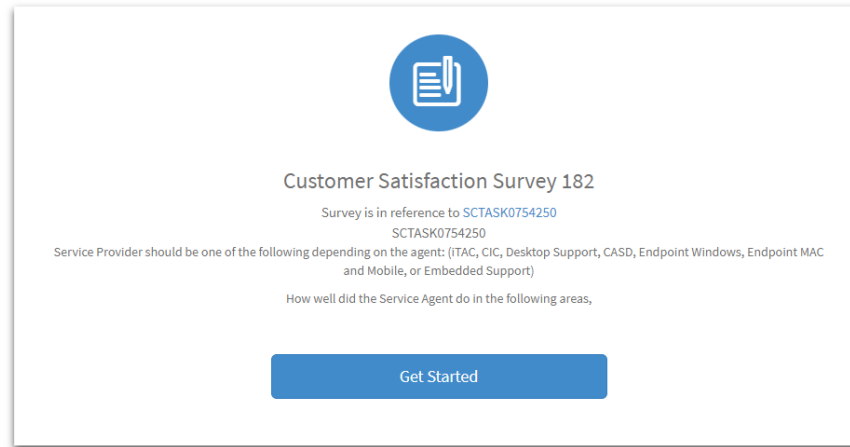 Customer Satisfaction Survey 182
Survey is in reference to SCTASK0754250
SCTASK0754250
Service Provider should be one of the following depending on the agent: (iTAC, CIC, Desktop Support, CASD, Endpoint Windows, Endpoint MAC
and Mobile, or Embedded Support)
How well did the Service Agent do in the following areas,
Get Started